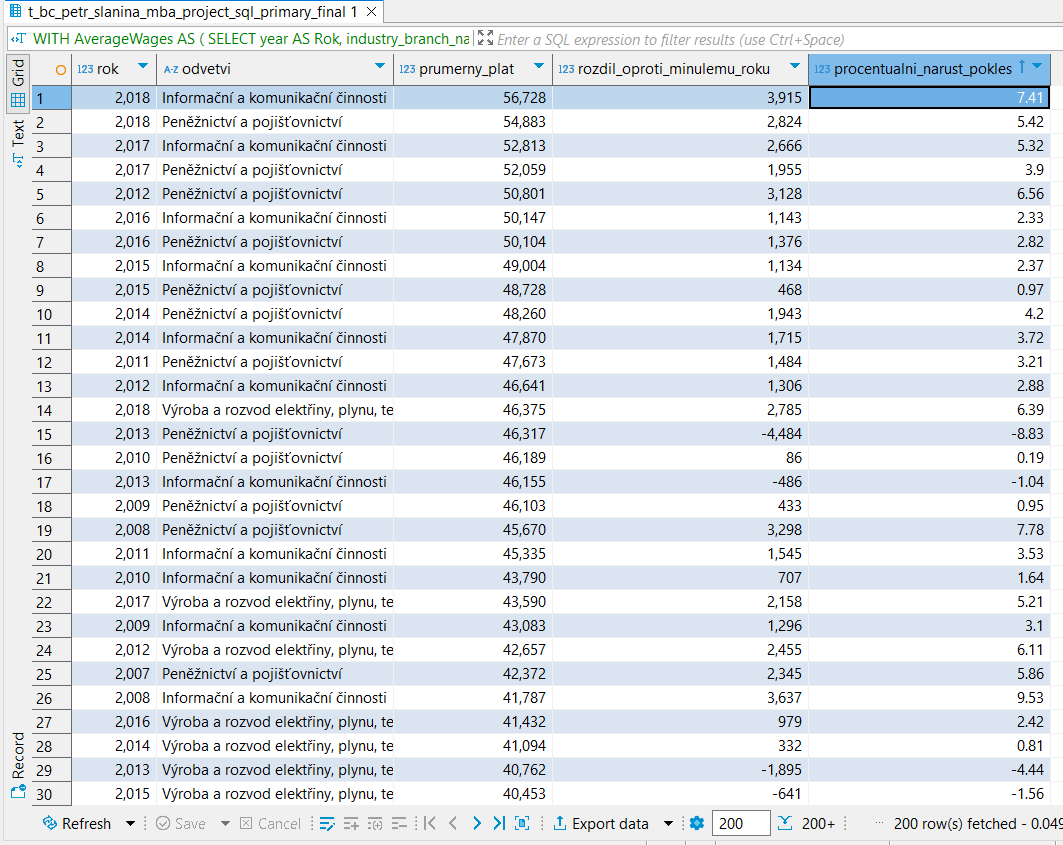 t_bc_petr_slanina_mba_project_sql_primary_final 1
WITH AverageWages AS ( SELECT year AS Rok, industry_branch_na Enter a SQL expression to filter results (use Ctrl+Space)
Grid
Text
Record
123 rok A-Z odvetvi 123 prumerny_plat 123 rozdil_oproti_minulemu_roku 123 procentualni_narust_pokles
1 2,018 Informační a komunikační činnosti 56,728 3,915 7.41
2 2,018 Peněžnictví a pojišťovnictví 54,883 2,824 5.42
3 2,017 Informační a komunikační činnosti 52,813 2,666 5.32
4 2,017 Peněžnictví a pojišťovnictví 52,059 1,955 3.9
5 2,012 Peněžnictví a pojišťovnictví 50,801 3,128 6.56
6 2,016 Informační a komunikační činnosti 50,147 1,143 2.33
7 2,016 Peněžnictví a pojišťovnictví 50,104 1,376 2.82
8 2,015 Informační a komunikační činnosti 49,004 1,134 2.37
9 2,015 Peněžnictví a pojišťovnictví 48,728 468 0.97
10 2,014 Peněžnictví a pojišťovnictví 48,260 1,943 4.2
11 2,014 Informační a komunikační činnosti 47,870 1,715 3.72
12 2,011 Peněžnictví a pojišťovnictví 47,673 1,484 3.21
13 2,012 Informační a komunikační činnosti 46,641 1,306 2.88
14 2,018 Výroba a rozvod elektřiny, plynu, te 46,375 2,785 6.39
15 2,013 Peněžnictví a pojišťovnictví 46,317 -4,484 -8.83
16 2,010 Peněžnictví a pojišťovnictví 46,189 86 0.19
17 2,013 Informační a komunikační činnosti 46,155 -486 -1.04
18 2,009 Peněžnictví a pojišťovnictví 46,103 433 0.95
19 2,008 Peněžnictví a pojišťovnictví 45,670 3,298 7.78
20 2,011 Informační a komunikační činnosti 45,335 1,545 3.53
21 2,010 Informační a komunikační činnosti 43,790 707 1.64
22 2,017 Výroba a rozvod elektřiny, plynu, te 43,590 2,158 5.21
23 2,009 Informační a komunikační činnosti 43,083 1,296 3.1
24 2,012 Výroba a rozvod elektřiny, plynu, te 42,657 2,455 6.11
25 2,007 Peněžnictví a pojišťovnictví 42,372 2,345 5.86
26 2,008 Informační a komunikační činnosti 41,787 3,637 9.53
27 2,016 Výroba a rozvod elektřiny, plynu, te 41,432 979 2.42
28 2,014 Výroba a rozvod elektřiny, plynu, te 41,094 332 0.81
29 2,013 Výroba a rozvod elektřiny, plynu, te 40,762 -1,895 -4.44
30 2,015 Výroba a rozvod elektřiny, plynu, te 40,453 -641 -1.56
Refresh Save Cancel Export data 200 200+ ... 200 row(s) fetched - 0.049